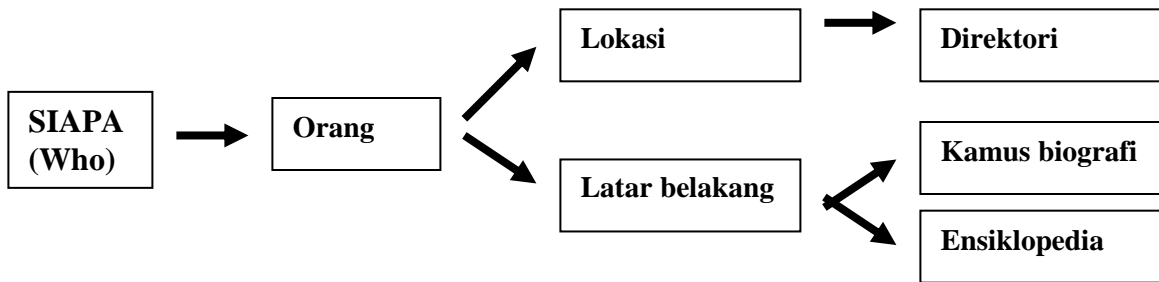 SIAPA
(Who)
Orang
Lokasi
Direktori
Latar belakang
Kamus biografi
Ensiklopedia